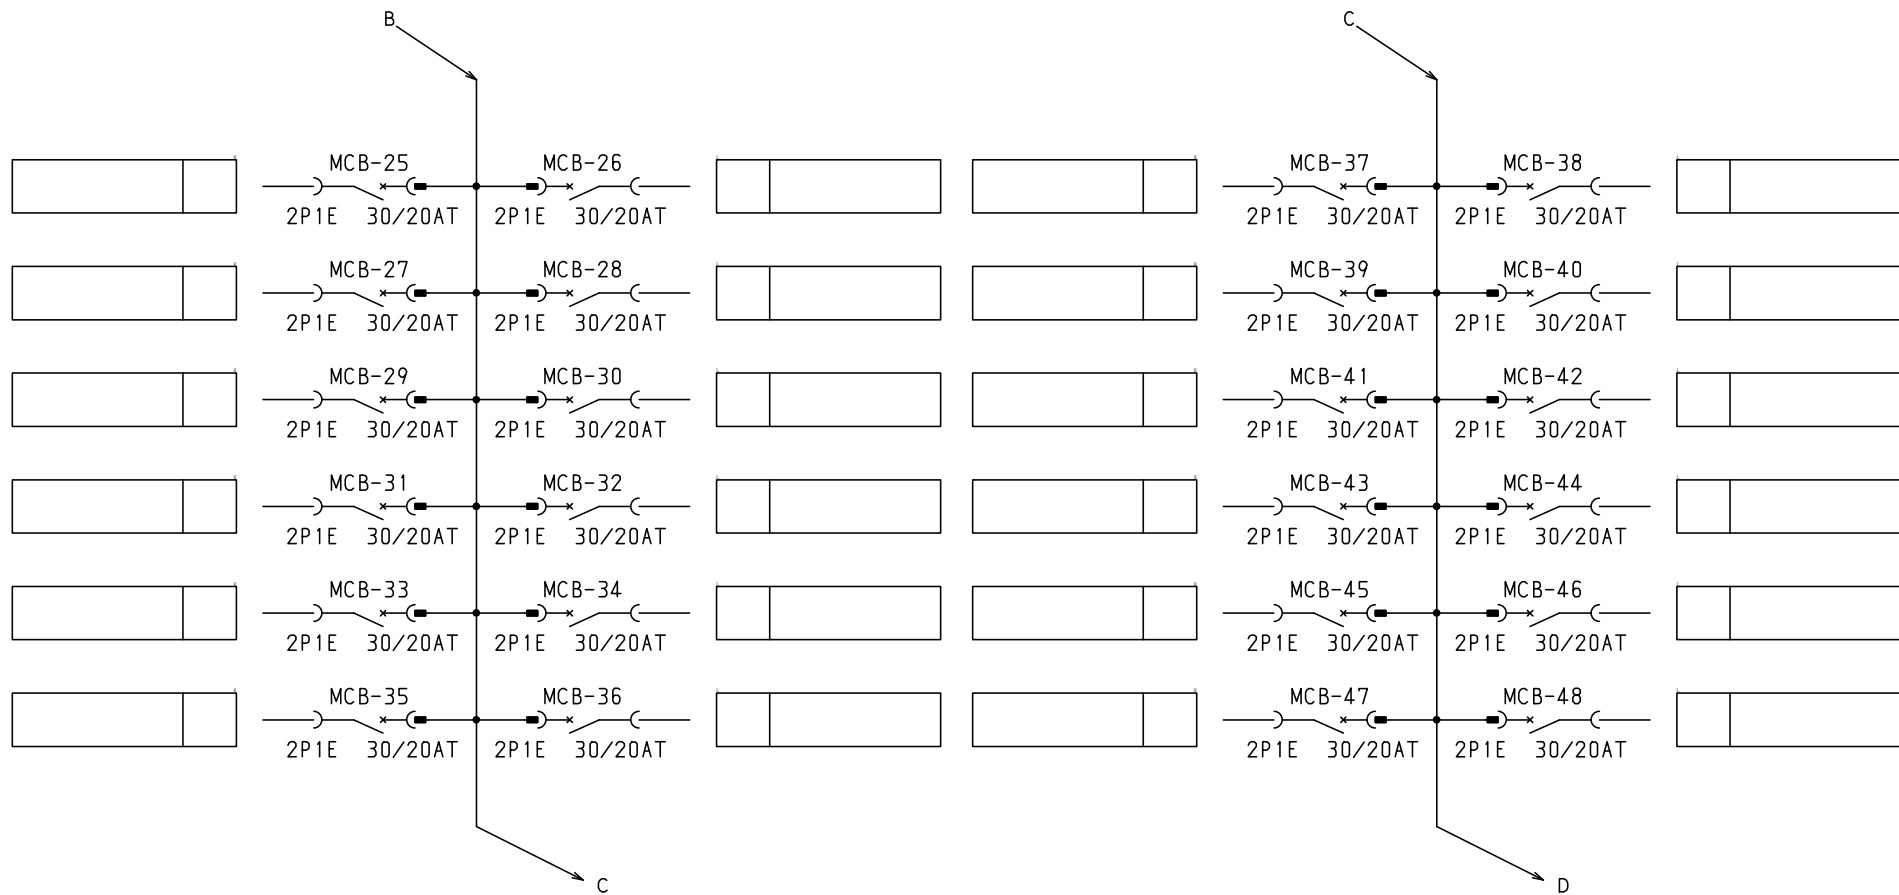 B C
MCB-25 MCB-26 MCB-37 MCB-38
2P1E 30/20AT 2P1E 30/20AT 2P1E 30/20AT 2P1E 30/20AT
MCB-27 MCB-28 MCB-39 MCB-40
2P1E 30/20AT 2P1E 30/20AT 2P1E 30/20AT 2P1E 30/20AT
MCB-29 MCB-30 MCB-41 MCB-42
2P1E 30/20AT 2P1E 30/20AT 2P1E 30/20AT 2P1E 30/20AT
MCB-31 MCB-32 MCB-43 MCB-44
2P1E 30/20AT 2P1E 30/20AT 2P1E 30/20AT 2P1E 30/20AT
MCB-33 MCB-34 MCB-45 MCB-46
2P1E 30/20AT 2P1E 30/20AT 2P1E 30/20AT 2P1E 30/20AT
MCB-35 MCB-36 MCB-47 MCB-48
2P1E 30/20AT 2P1E 30/20AT 2P1E 30/20AT 2P1E 30/20AT
C D